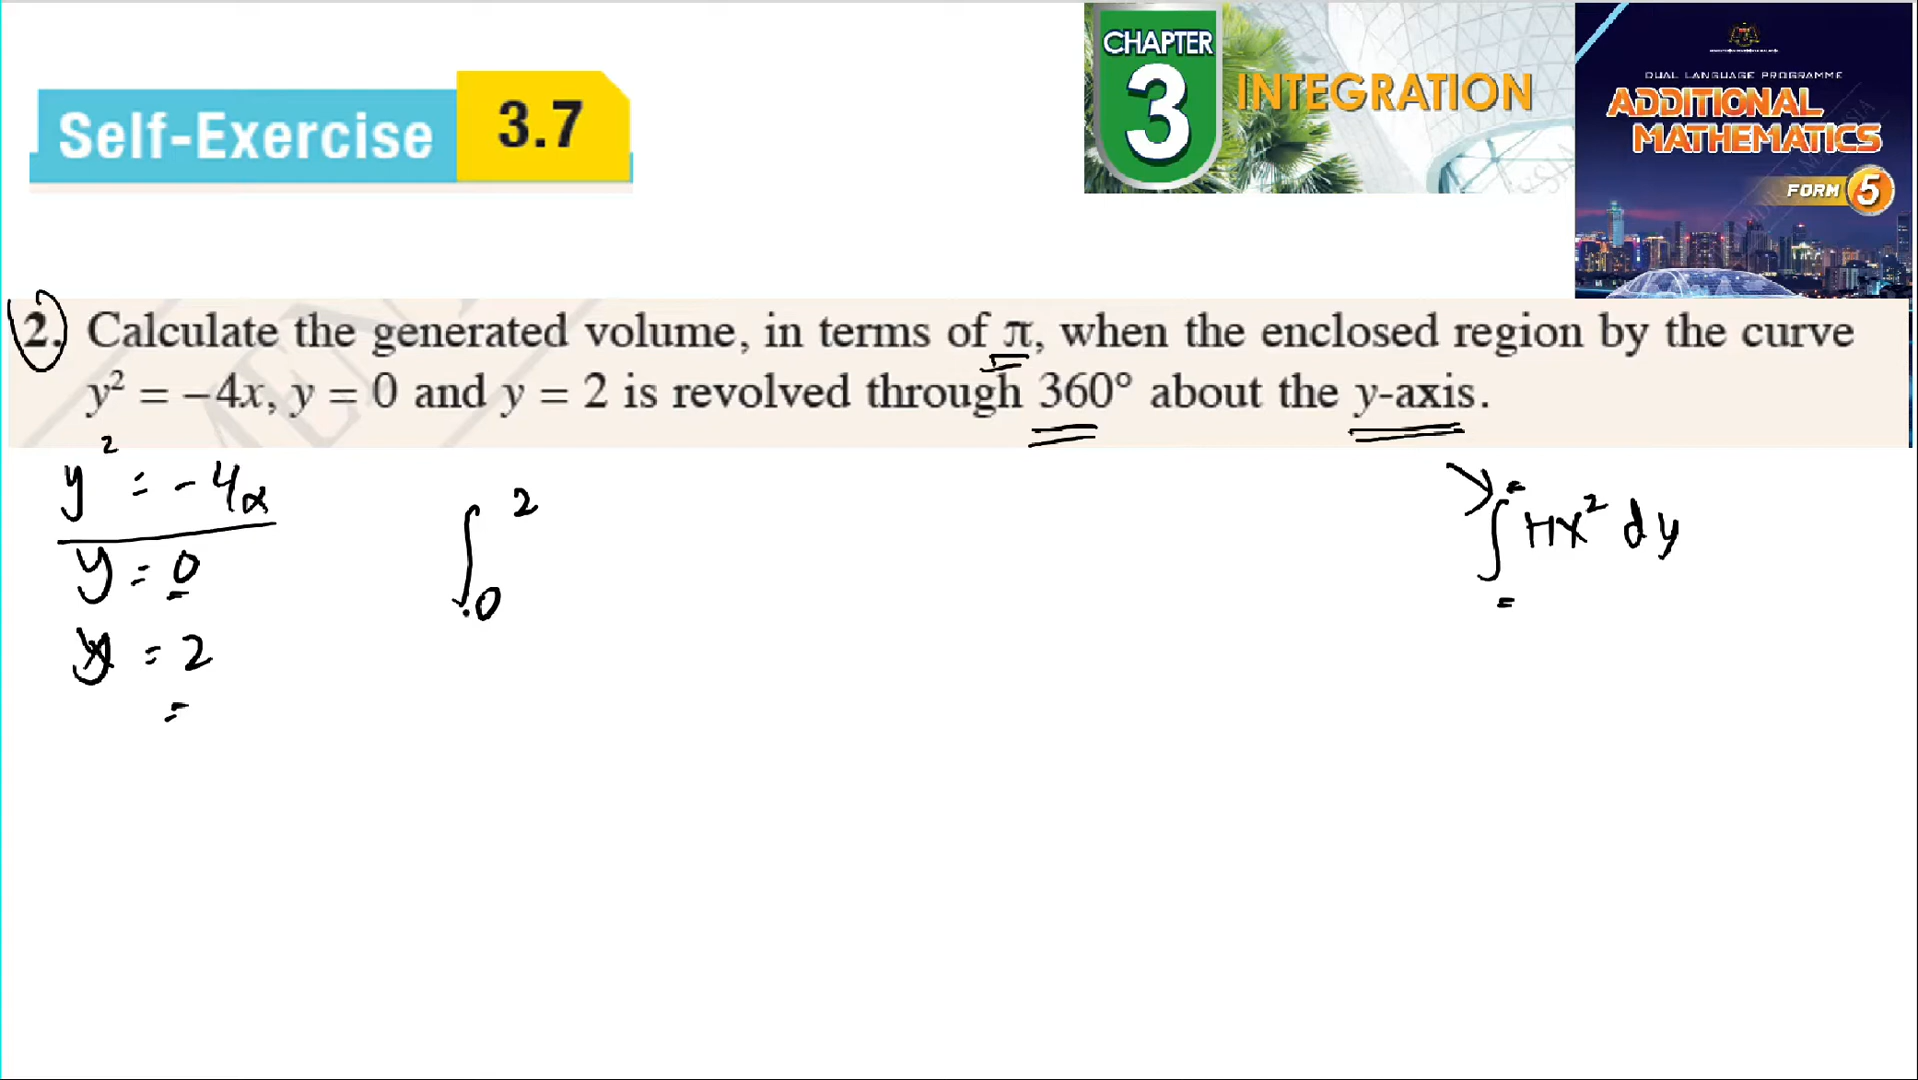 CHAPTER
3
INTEGRATION
DUAL LANGUAGE PROGRAMME
ADDITIONAL
MATHEMATICS
FORM 5
Self-Exercise 3.7
2. Calculate the generated volume, in terms of π, when the enclosed region by the curve
y² = −4x, y = 0 and y = 2 is revolved through 360° about the y-axis.
y² = -4x
y = 0
y = 2
∫₀²
∫ πx² dy